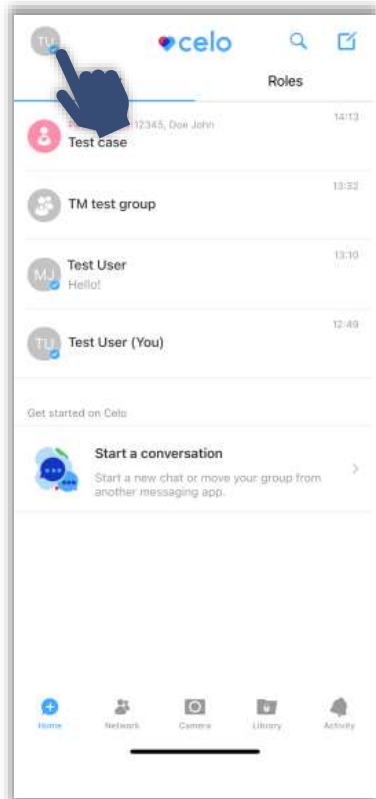 TU
celo
Roles
12345, Doe John
14:13
Test case
TM test group
13:32
Test User
13:10
MJ
Hello!
12:49
TU
Test User (You)
Get started on Celo
Start a conversation
Start a new chat or move your group from
another messaging app.
Home
Network
Camera
Library
Activity